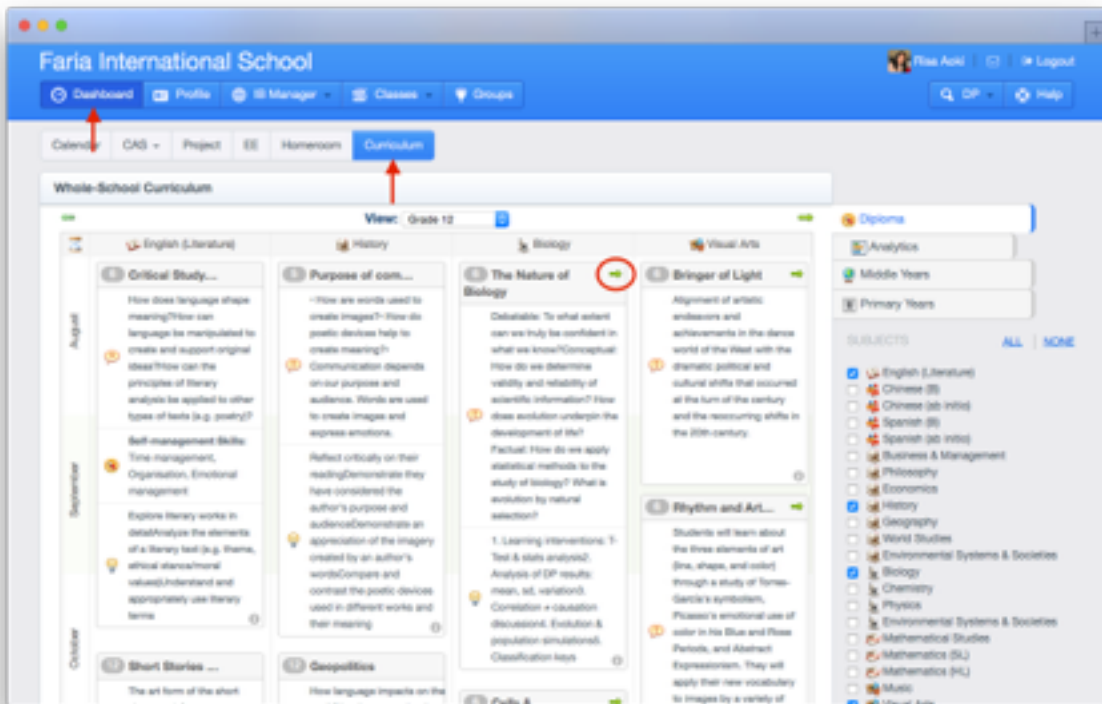 Faria International School
Risa Aoki
Logout
Dashboard
Profile
IB Manager
Classes
Groups
DP
Help
Calendar
CAS
Project
EE
Homeroom
Curriculum
Whole-School Curriculum
View: Grade 12
English (Literature)
History
Biology
Visual Arts
August
September
October
Critical Study...
How does language shape
meaning?How can
language be manipulated to
create and support original
ideas?How can the
principles of literary
analysis be applied to other
types of texts (e.g. poetry)?
Self-management Skills:
Time management,
Organisation, Emotional
management
Explore literary works in
detailAnalyze the elements
of a literary text (e.g. theme,
ethical stance/moral
values)Understand and
appropriately use literary
terms
12 Short Stories ...
The art form of the short
Purpose of com...
How are words used to
create images?• How do
poetic devices help to
create meaning?•
Communication depends
on our purpose and
audience. Words are used
to create images and
express emotions.
Reflect critically on their
readingDemonstrate they
have considered the
author's purpose and
audienceDemonstrate an
appreciation of the imagery
created by an author's
wordsCompare and
contrast the poetic devices
used in different works and
their meaning
12 Geopolitics
How language impacts on the
The Nature of
Biology
Debatable: To what extent
can we truly be confident in
what we know?Conceptual:
How do we determine
validity and reliability of
scientific information? How
does evolution underpin the
development of life?
Factual: How do we apply
statistical methods to the
study of biology? What is
evolution by natural
selection?
1. Learning interventions: T-
Test & stats analysis2.
Analysis of DP results:
mean, sd, variation3.
Correlation ≠ causation
discussion4. Evolution &
population simulations5.
Classification keys
Cells &
Bringer of Light
Alignment of artistic
endeavors and
achievements in the dance
world of the West with the
dramatic political and
cultural shifts that occurred
at the turn of the century
and the reoccurring shifts in
the 20th century.
Rhythm and Art...
Students will learn about
the three elements of art
(line, shape, and color)
through a study of Torres-
García's symbolism,
Picasso's emotional use of
color in his Blue and Rose
Periods, and Abstract
Expressionism. They will
apply their new vocabulary
to images by a variety of
Diploma
Analytics
Middle Years
Primary Years
SUBJECTS
ALL | NONE
English (Literature)
Chinese (B)
Chinese (ab initio)
Spanish (B)
Spanish (ab initio)
Business & Management
Philosophy
Economics
History
Geography
World Studies
Environmental Systems & Societies
Biology
Chemistry
Physics
Environmental Systems & Societies
Mathematical Studies
Mathematics (SL)
Mathematics (HL)
Music
Visual Arts